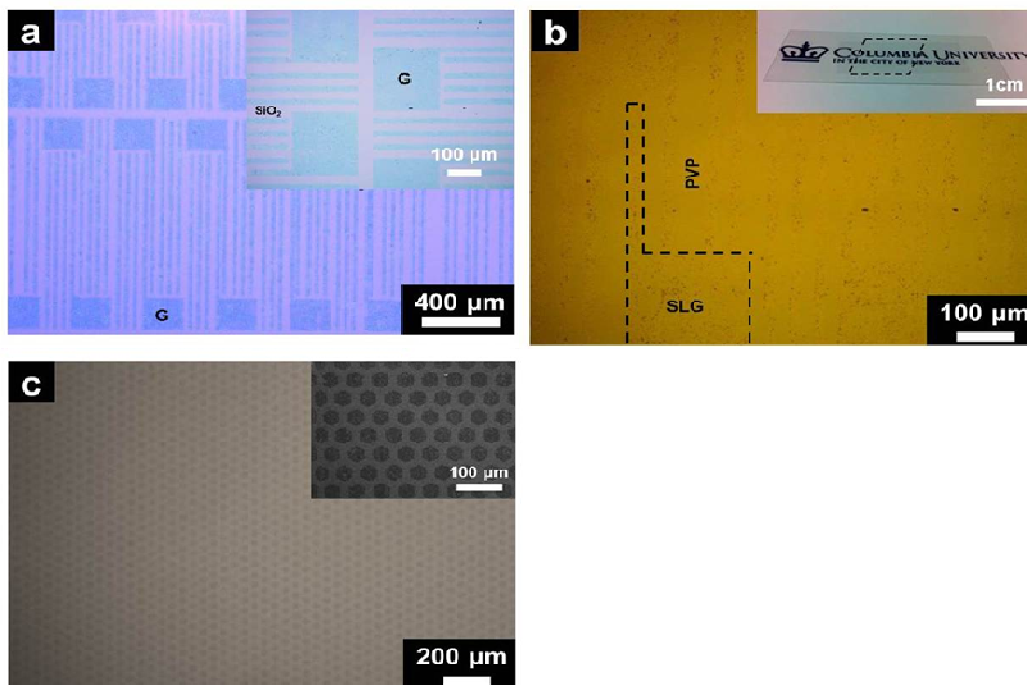 a
G
SiO₂
100 µm
G
400 µm
b
COLUMBIA UNIVERSITY
IN THE CITY OF NEW YORK
1cm
PVP
SLG
100 µm
c
100 µm
200 µm